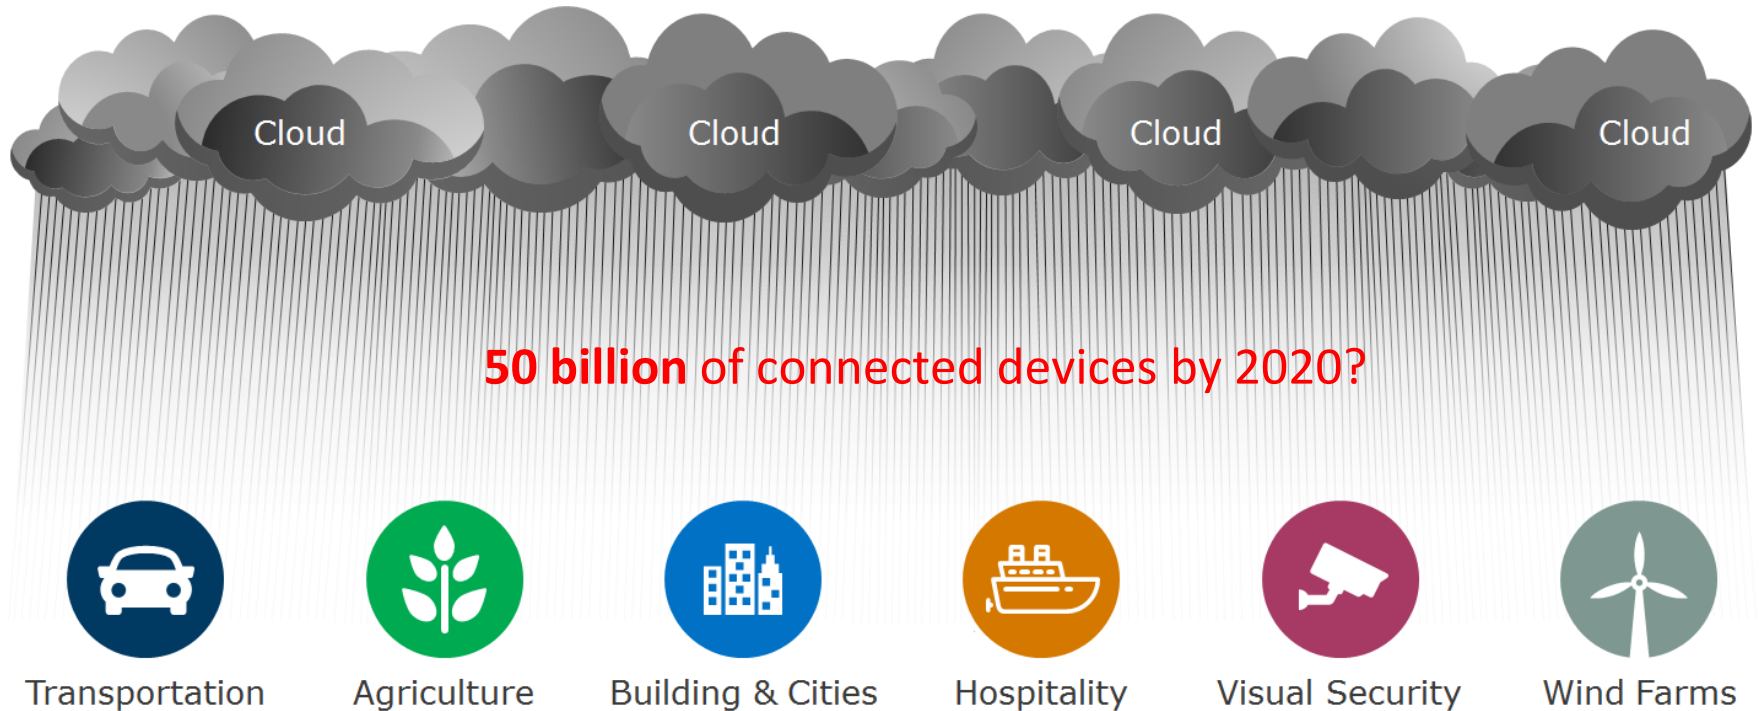 Cloud
Cloud
Cloud
Cloud
50 billion of connected devices by 2020?
Transportation
Agriculture
Building & Cities
Hospitality
Visual Security
Wind Farms